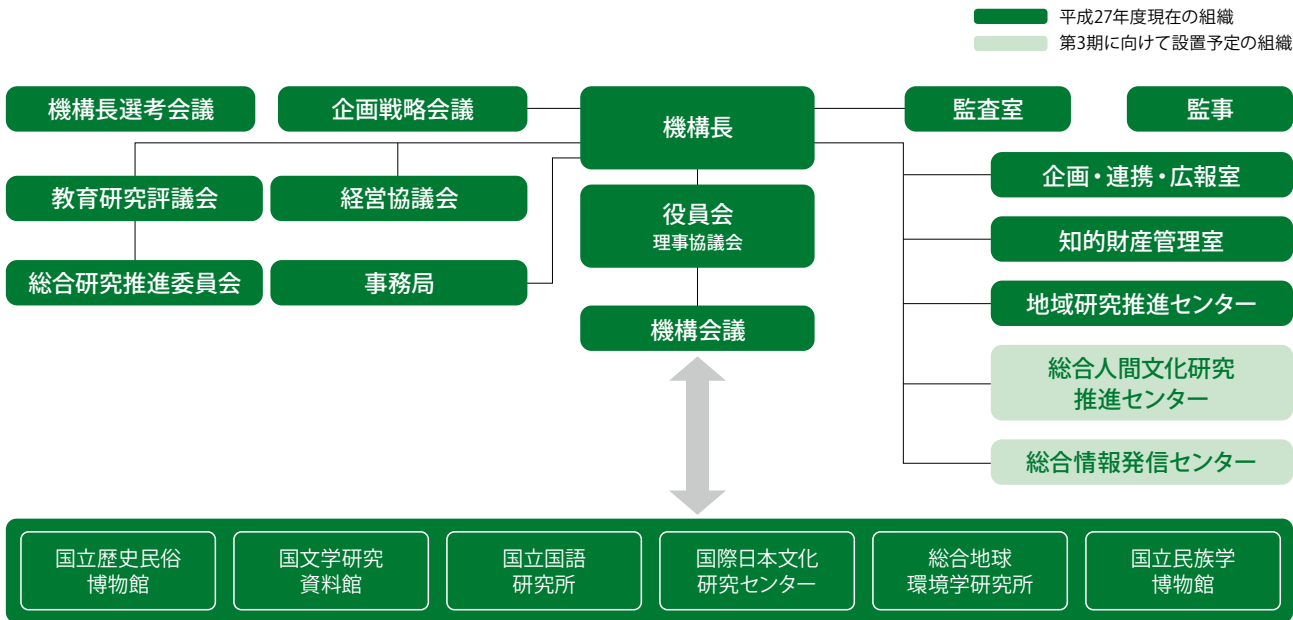 平成27年度現在の組織
第3期に向けて設置予定の組織
機構長選考会議
企画戦略会議
機構長
監査室
監事
教育研究評議会
経営協議会
役員会
理事協議会
企画・連携・広報室
知的財産管理室
総合研究推進委員会
事務局
機構会議
地域研究推進センター
総合人間文化研究
推進センター
総合情報発信センター
国立歴史民俗
博物館
国文学研究
資料館
国立国語
研究所
国際日本文化
研究センター
総合地球
環境学研究所
国立民族学
博物館